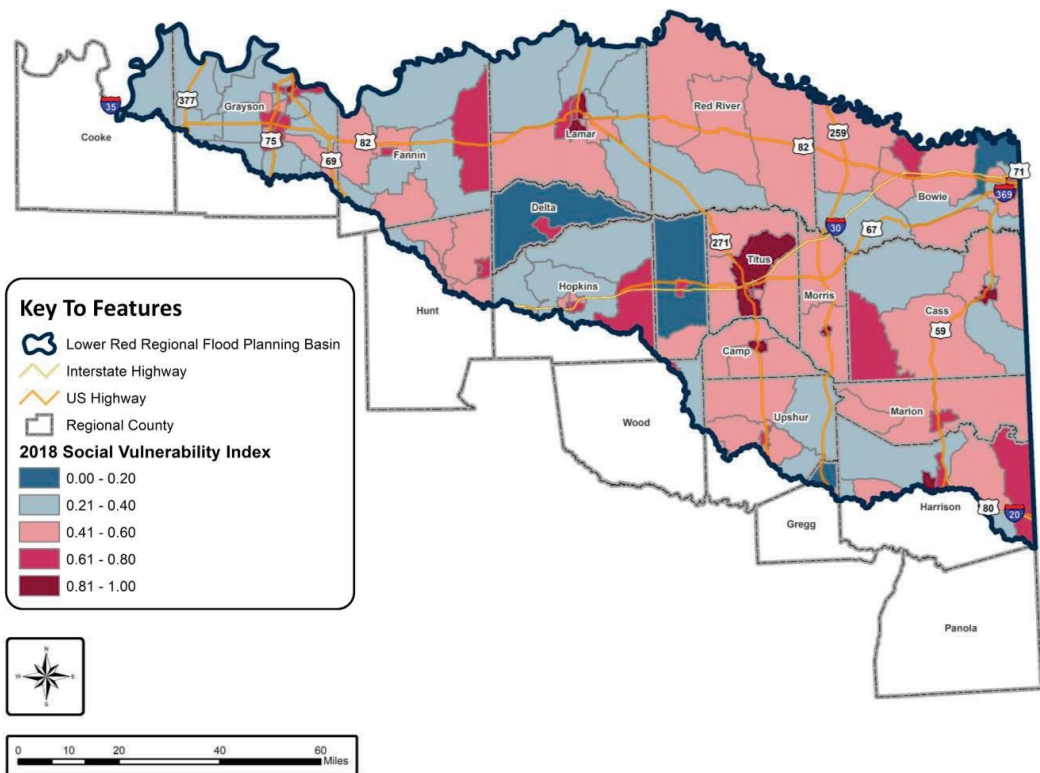 377
Grayson
35
Cooke
75
69
82
Fannin
Lamar
Red River
259
82
71
369
Bowie
30
67
Delta
271
Titus
Hopkins
Morris
Cass
59
Hunt
Camp
Upshur
Marion
Wood
Harrison
80
20
Gregg
Panola
Key To Features
Lower Red Regional Flood Planning Basin
Interstate Highway
US Highway
Regional County
2018 Social Vulnerability Index
0.00 - 0.20
0.21 - 0.40
0.41 - 0.60
0.61 - 0.80
0.81 - 1.00
N
W E
S
0 10 20 40 60
Miles